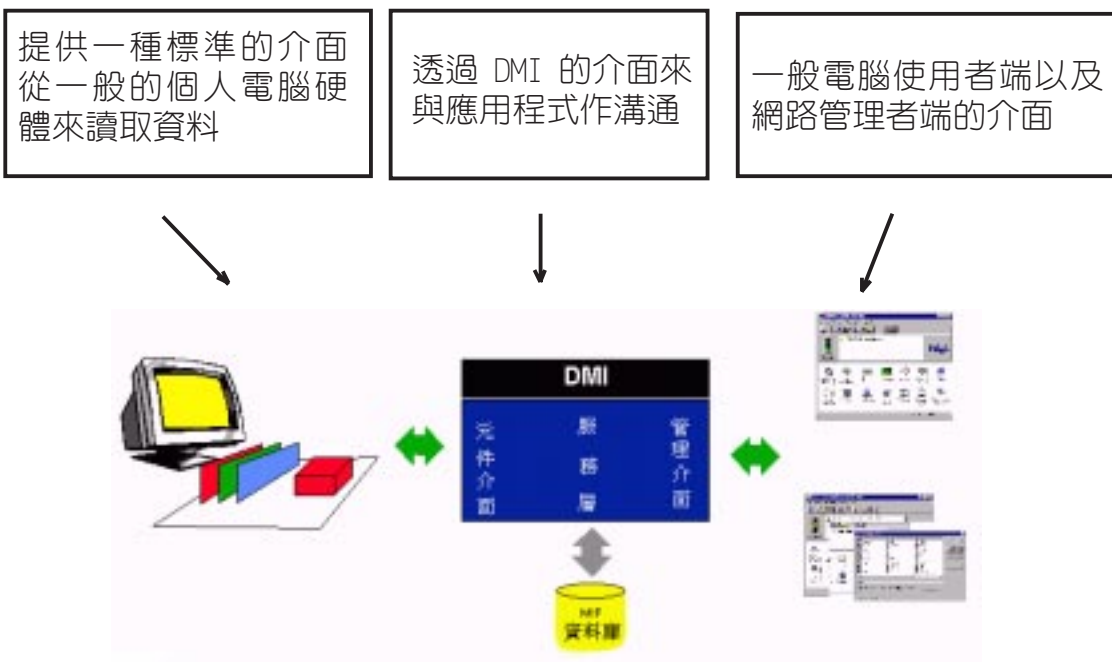 提供一種標準的介面
從一般的個人電腦硬
體來讀取資料
透過 DMI 的介面來
與應用程式作溝通
一般電腦使用者端以及
網路管理者端的介面
DMI
元件介面
服務層
管理介面
MIF
資料庫